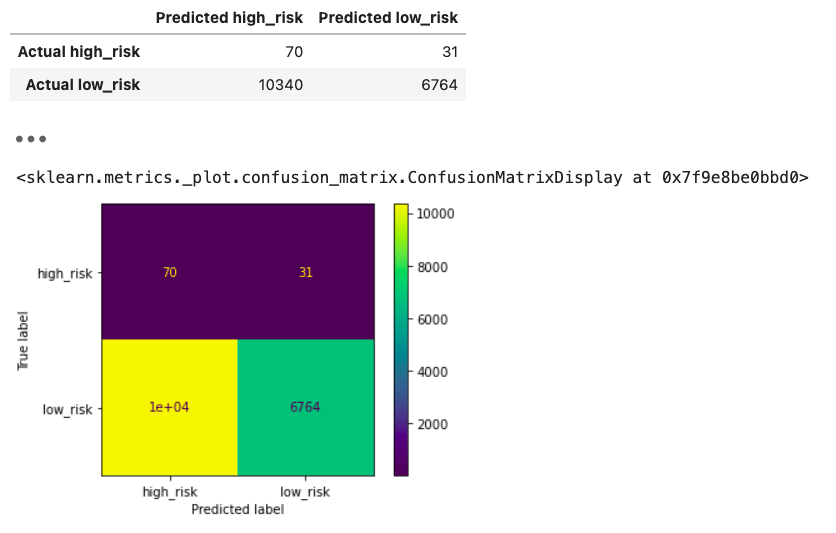 Predicted high_risk Predicted low_risk
Actual high_risk 70 31
Actual low_risk 10340 6764
<sklearn.metrics._plot.confusion_matrix.ConfusionMatrixDisplay at 0x7f9e8be0bbd0>
10000
high_risk 70 31
8000
6000
True label
4000
low_risk 1e+04 6764
2000
high_risk low_risk
Predicted label